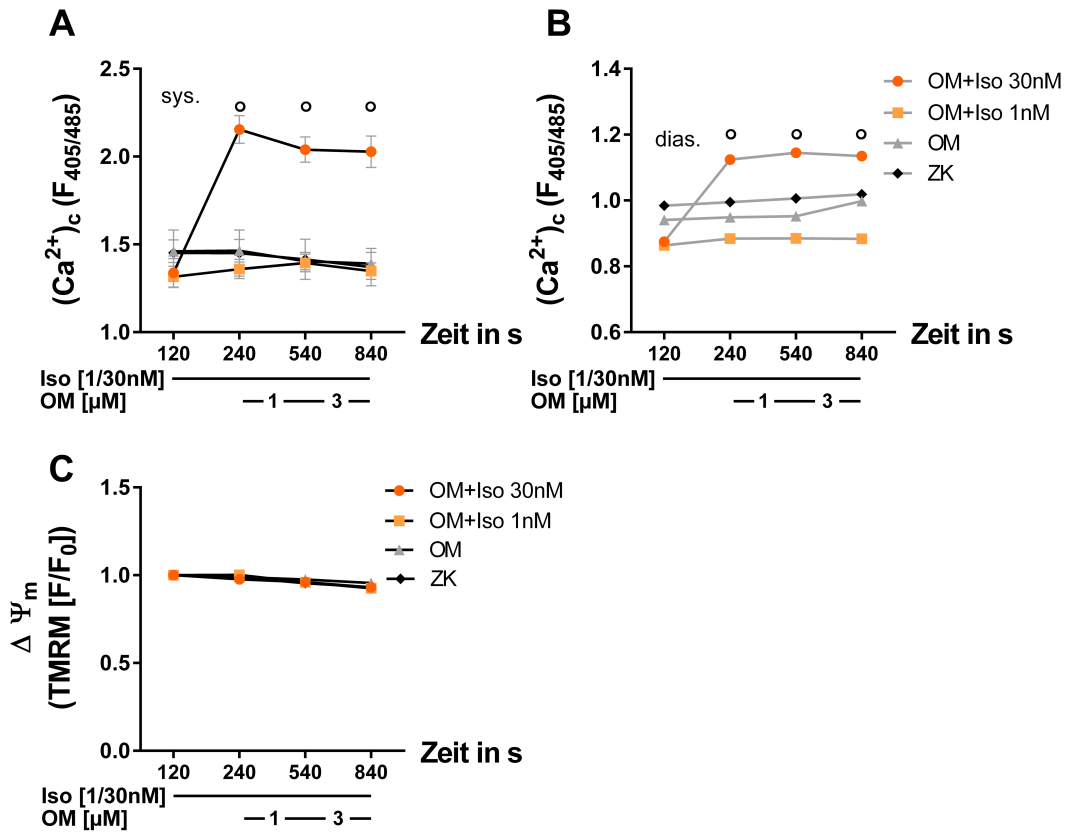 A
(Ca²⁺)c (F405/485)
2.5
2.0
1.5
1.0
sys.
120 240 540 840
Zeit in s
Iso [1/30nM]
OM [µM] 1 3
B
(Ca²⁺)c (F405/485)
1.4
1.2
1.0
0.8
0.6
dias.
OM+Iso 30nM
OM+Iso 1nM
OM
ZK
120 240 540 840
Zeit in s
Iso [1/30nM]
OM [µM] 1 3
C
Δ Ψm
(TMRM [F/F0])
1.5
1.0
0.5
0.0
OM+Iso 30nM
OM+Iso 1nM
OM
ZK
120 240 540 840
Zeit in s
Iso [1/30nM]
OM [µM] 1 3